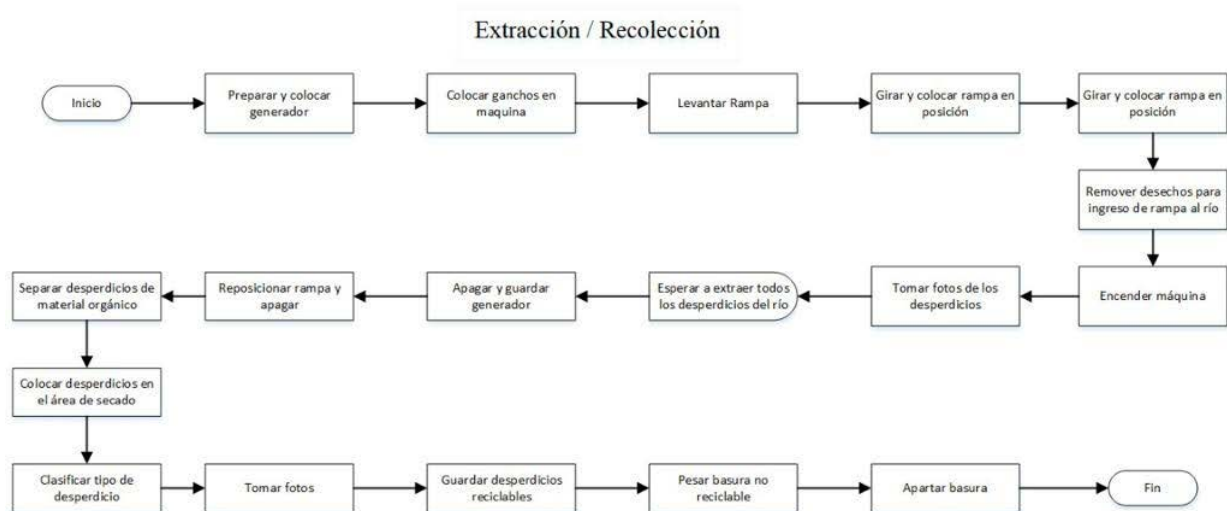 Extracción / Recolección
Inicio
Preparar y colocar
generador
Colocar ganchos en
maquina
Levantar Rampa
Girar y colocar rampa en
posición
Girar y colocar rampa en
posición
Remover desechos para
ingreso de rampa al río
Encender máquina
Tomar fotos de los
desperdicios
Esperar a extraer todos
los desperdicios del río
Apagar y guardar
generador
Reposicionar rampa y
apagar
Separar desperdicios de
material orgánico
Colocar desperdicios en
el área de secado
Clasificar tipo de
desperdicio
Tomar fotos
Guardar desperdicios
reciclables
Pesar basura no
reciclable
Apartar basura
Fin